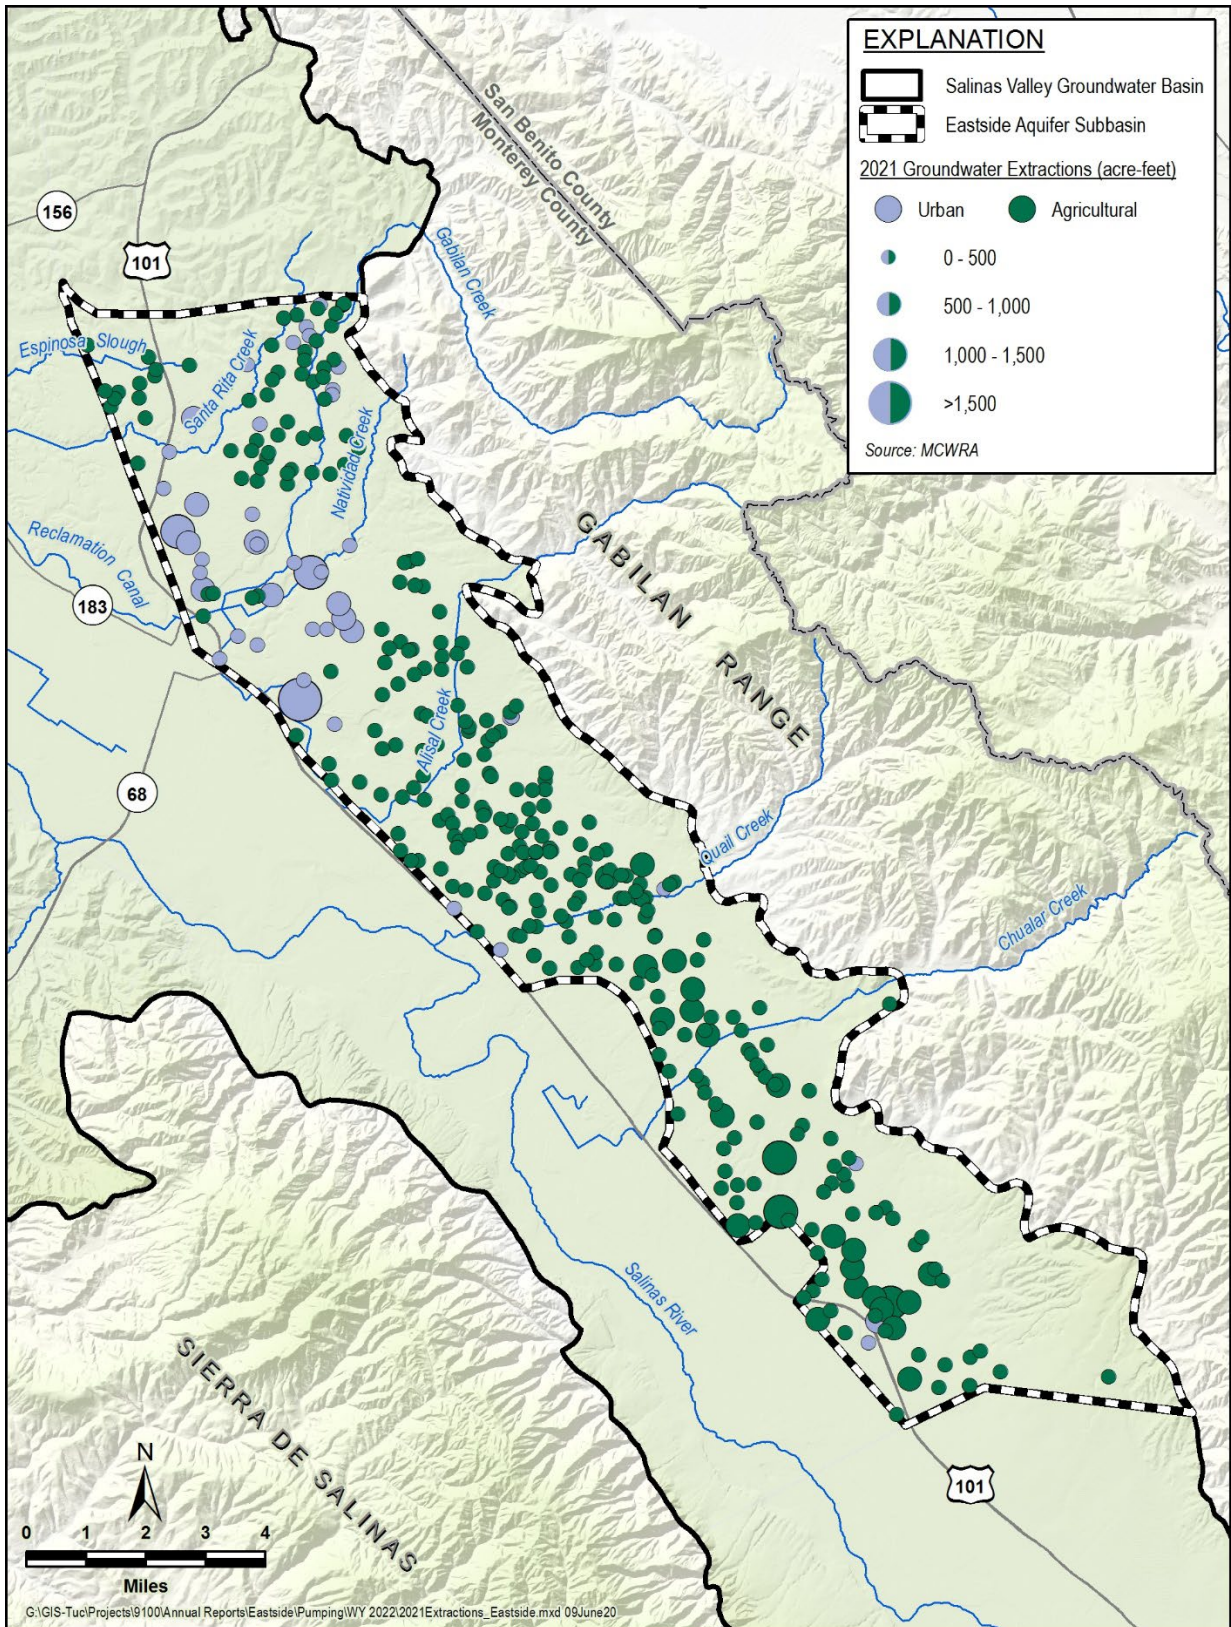 EXPLANATION
Salinas Valley Groundwater Basin
Eastside Aquifer Subbasin
2021 Groundwater Extractions (acre-feet)
Urban
Agricultural
0 - 500
500 - 1,000
1,000 - 1,500
>1,500
Source: MCWRA
San Benito County
Monterey County
156
101
Gabilan Creek
Espinosa Slough
Santa Rita Creek
Natividad Creek
Reclamation Canal
183
GABILAN RANGE
Alisal Creek
68
Quail Creek
Chualar Creek
Salinas River
SIERRA DE SALINAS
101
N
0 1 2 3 4
Miles
G:\GIS-Tuc\Projects\9100\Annual Reports\Eastside\Pumping\WY 2022\2021Extractions_Eastside.mxd 09June20